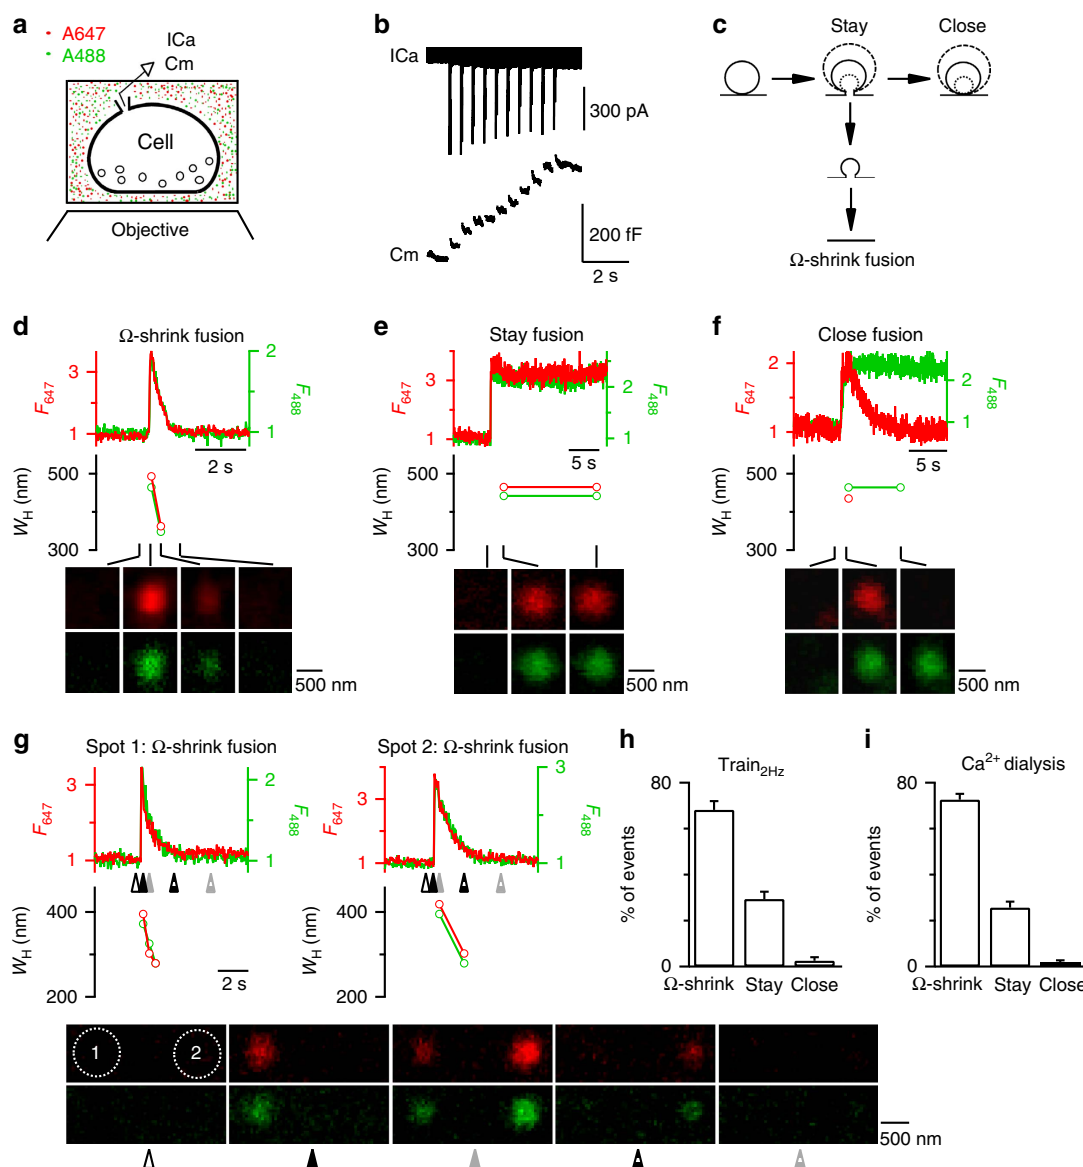 a
A647
A488
ICa
Cm
Cell
Objective
b
ICa
300 pA
Cm
200 fF
2 s
c
Stay
Close
Ω-shrink fusion
d
Ω-shrink fusion
3
1
F647
2
1
F488
2 s
500
300
WH (nm)
500 nm
e
Stay fusion
3
1
F647
2
1
F488
5 s
500
300
WH (nm)
500 nm
f
Close fusion
2
1
F647
2
1
F488
5 s
500
300
WH (nm)
500 nm
g
Spot 1: Ω-shrink fusion
3
1
F647
2
1
F488
400
200
WH (nm)
2 s
Spot 2: Ω-shrink fusion
3
1
F647
3
1
F488
400
200
WH (nm)
1
2
500 nm
h
Train2Hz
80
0
% of events
Ω-shrink Stay Close
i
Ca2+ dialysis
80
0
% of events
Ω-shrink Stay Close